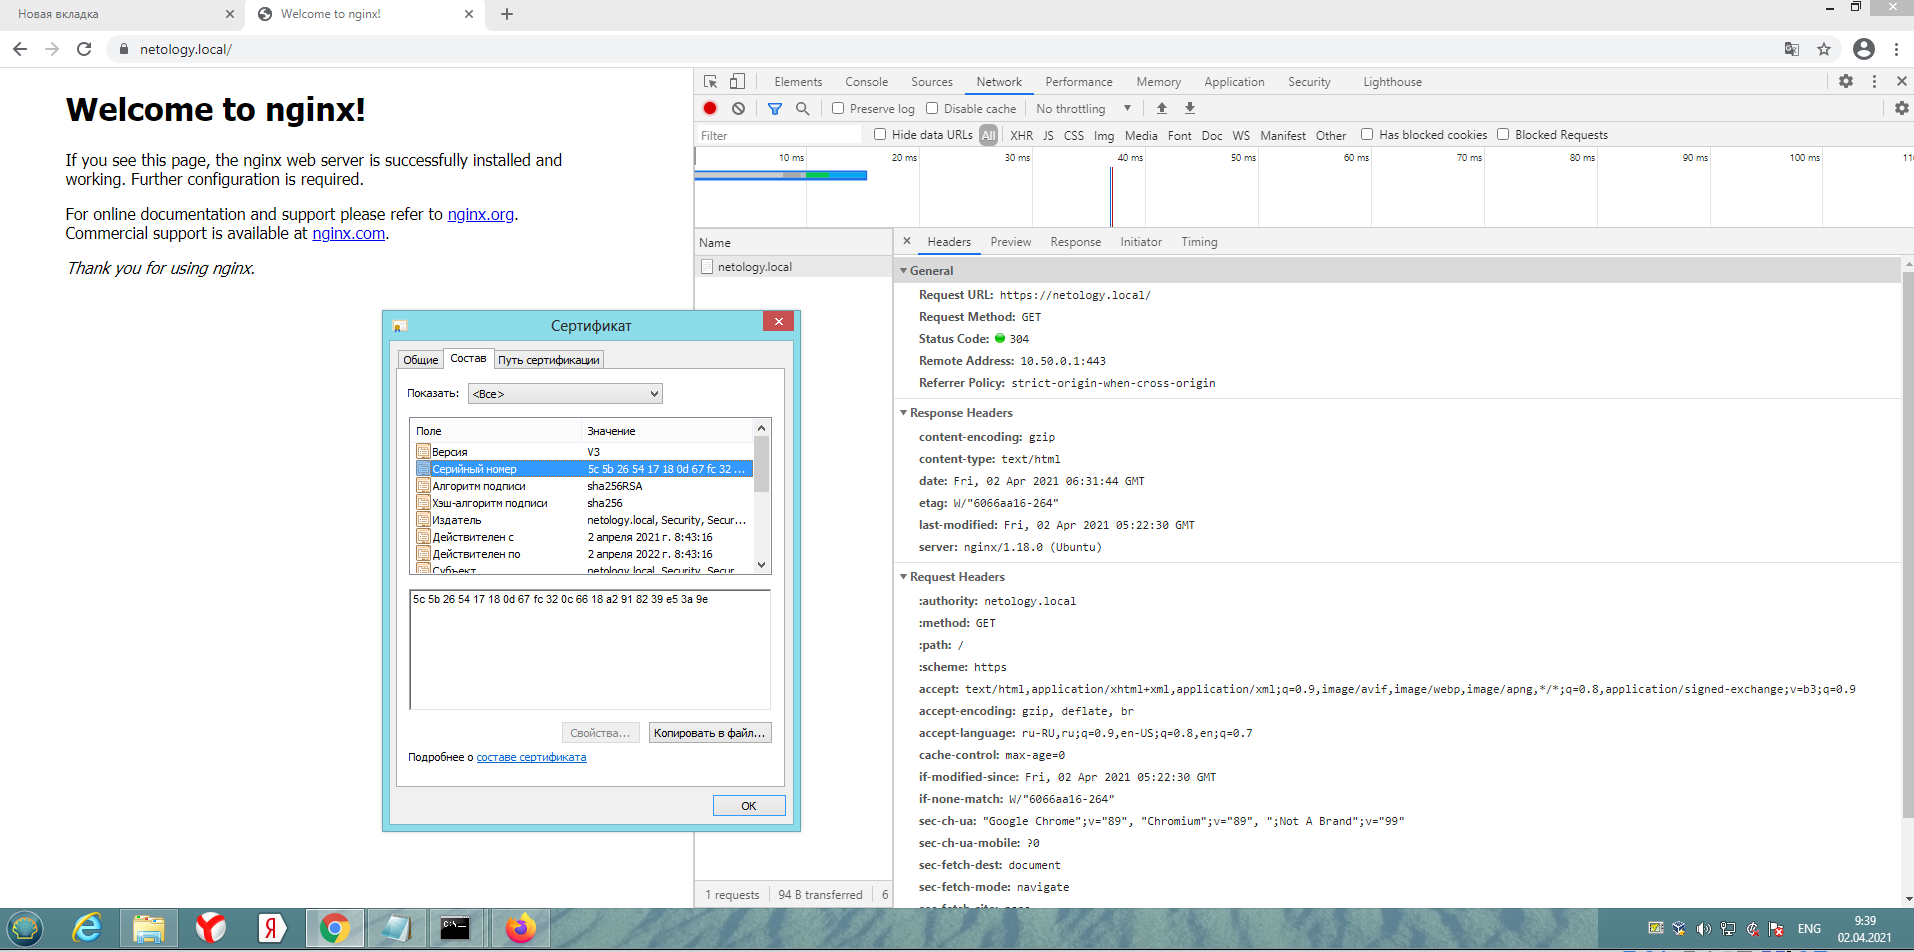 Новая вкладка
Welcome to nginx!
netology.local/
Welcome to nginx!
If you see this page, the nginx web server is successfully installed and
working. Further configuration is required.
For online documentation and support please refer to nginx.org.
Commercial support is available at nginx.com.
Thank you for using nginx.
Elements Console Sources Network Performance Memory Application Security Lighthouse
Preserve log Disable cache No throttling
Filter Hide data URLs All XHR JS CSS Img Media Font Doc WS Manifest Other Has blocked cookies Blocked Requests
10 ms 20 ms 30 ms 40 ms 50 ms 60 ms 70 ms 80 ms 90 ms 100 ms 11
Name
netology.local
1 requests 94 B transferred 6
Headers Preview Response Initiator Timing
General
Request URL: https://netology.local/
Request Method: GET
Status Code: 304
Remote Address: 10.50.0.1:443
Referrer Policy: strict-origin-when-cross-origin
Response Headers
content-encoding: gzip
content-type: text/html
date: Fri, 02 Apr 2021 06:31:44 GMT
etag: W/"6066aa16-264"
last-modified: Fri, 02 Apr 2021 05:22:30 GMT
server: nginx/1.18.0 (Ubuntu)
Request Headers
:authority: netology.local
:method: GET
:path: /
:scheme: https
accept: text/html,application/xhtml+xml,application/xml;q=0.9,image/avif,image/webp,image/apng,*/*;q=0.8,application/signed-exchange;v=b3;q=0.9
accept-encoding: gzip, deflate, br
accept-language: ru-RU,ru;q=0.9,en-US;q=0.8,en;q=0.7
cache-control: max-age=0
if-modified-since: Fri, 02 Apr 2021 05:22:30 GMT
if-none-match: W/"6066aa16-264"
sec-ch-ua: "Google Chrome";v="89", "Chromium";v="89", ";Not A Brand";v="99"
sec-ch-ua-mobile: ?0
sec-fetch-dest: document
sec-fetch-mode: navigate
Сертификат
Общие Состав Путь сертификации
Показать: <Все>
Поле Значение
Версия V3
Серийный номер 5c 5b 26 54 17 18 0d 67 fc 32 ...
Алгоритм подписи sha256RSA
Хэш-алгоритм подписи sha256
Издатель netology.local, Security, Secur...
Действителен с 2 апреля 2021 г. 8:43:16
Действителен по 2 апреля 2022 г. 8:43:16
Субъект netology.local, Security, Secur...
5c 5b 26 54 17 18 0d 67 fc 32 0c 66 18 a2 91 82 39 e5 3a 9e
Свойства... Копировать в файл...
Подробнее о составе сертификата
OK
C:\.
Я
ENG
9:39
02.04.2021